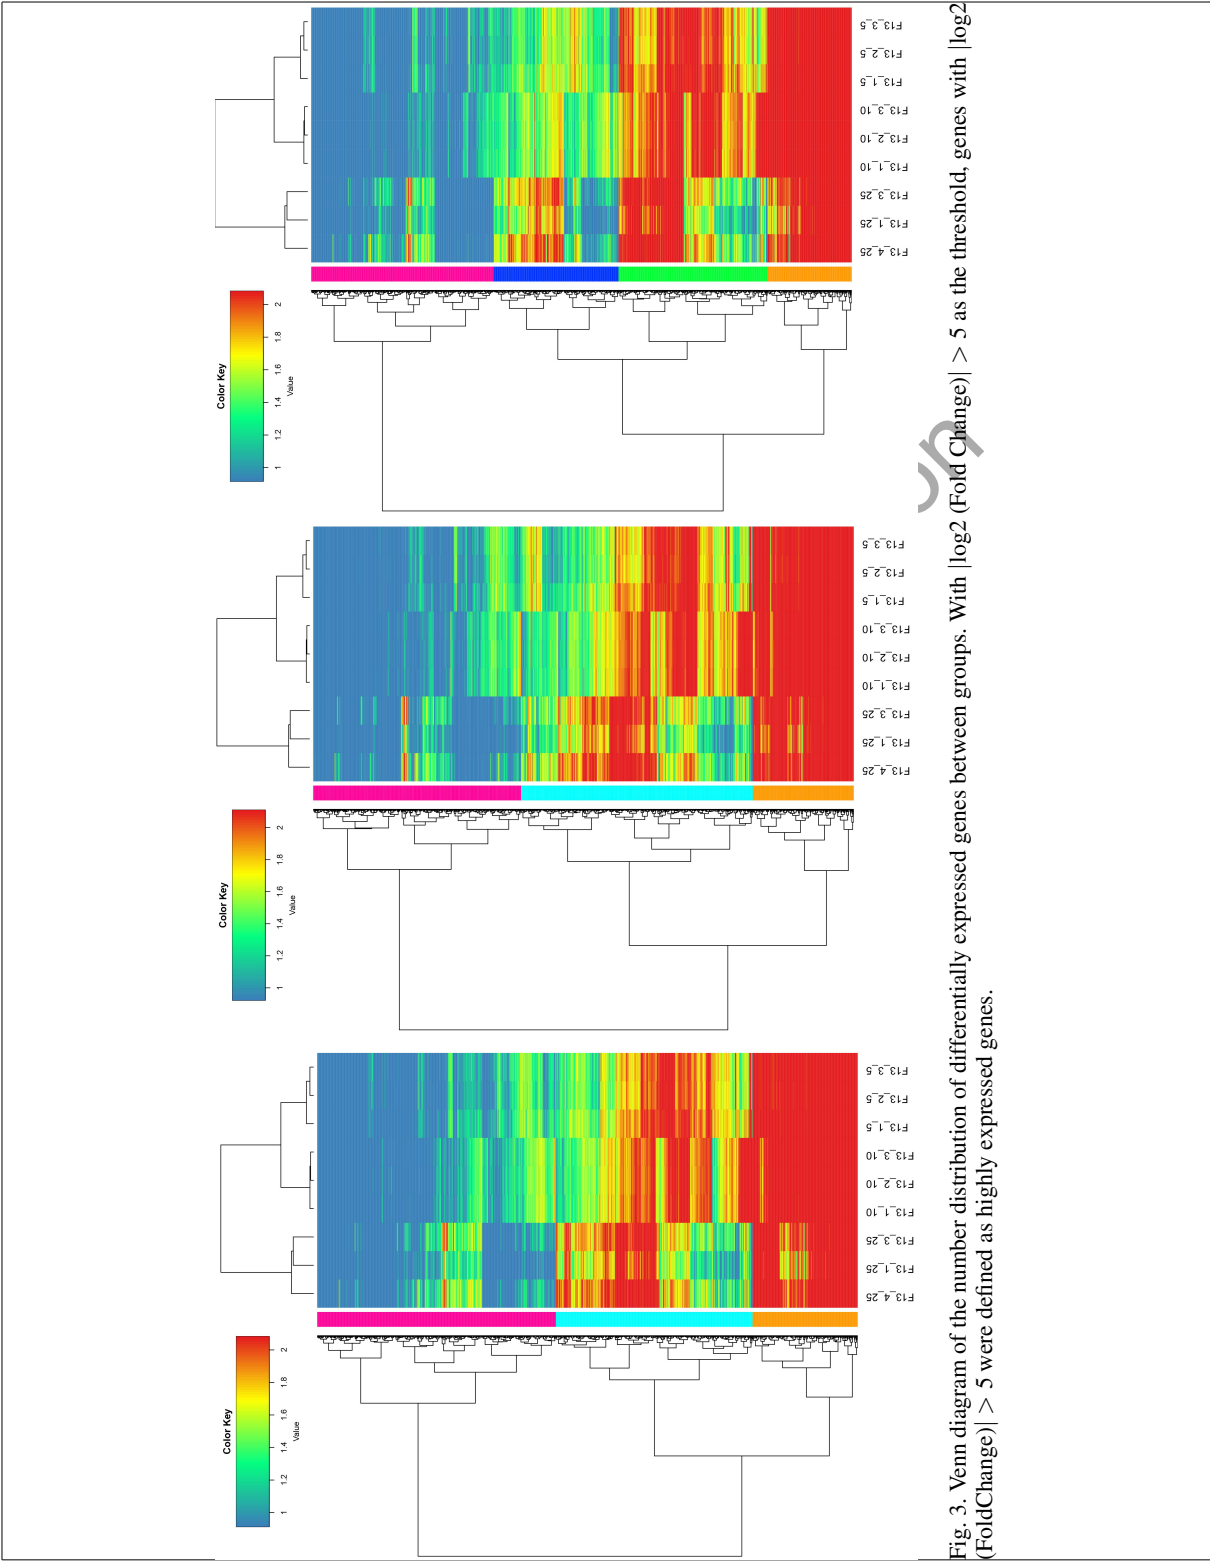 Color Key
1 1.2 1.4 1.6 1.8 2
Value
F13_4_25
F13_1_25
F13_3_25
F13_1_10
F13_2_10
F13_3_10
F13_1_5
F13_2_5
F13_3_5
Color Key
1 1.2 1.4 1.6 1.8 2
Value
F13_4_25
F13_1_25
F13_3_25
F13_1_10
F13_2_10
F13_3_10
F13_1_5
F13_2_5
F13_3_5
Color Key
1 1.2 1.4 1.6 1.8 2
Value
F13_4_25
F13_1_25
F13_3_25
F13_1_10
F13_2_10
F13_3_10
F13_1_5
F13_2_5
F13_3_5
Fig. 3. Venn diagram of the number distribution of differentially expressed genes between groups. With |log2 (Fold Change)| > 5 as the threshold, genes with |log2
(FoldChange)| > 5 were defined as highly expressed genes.